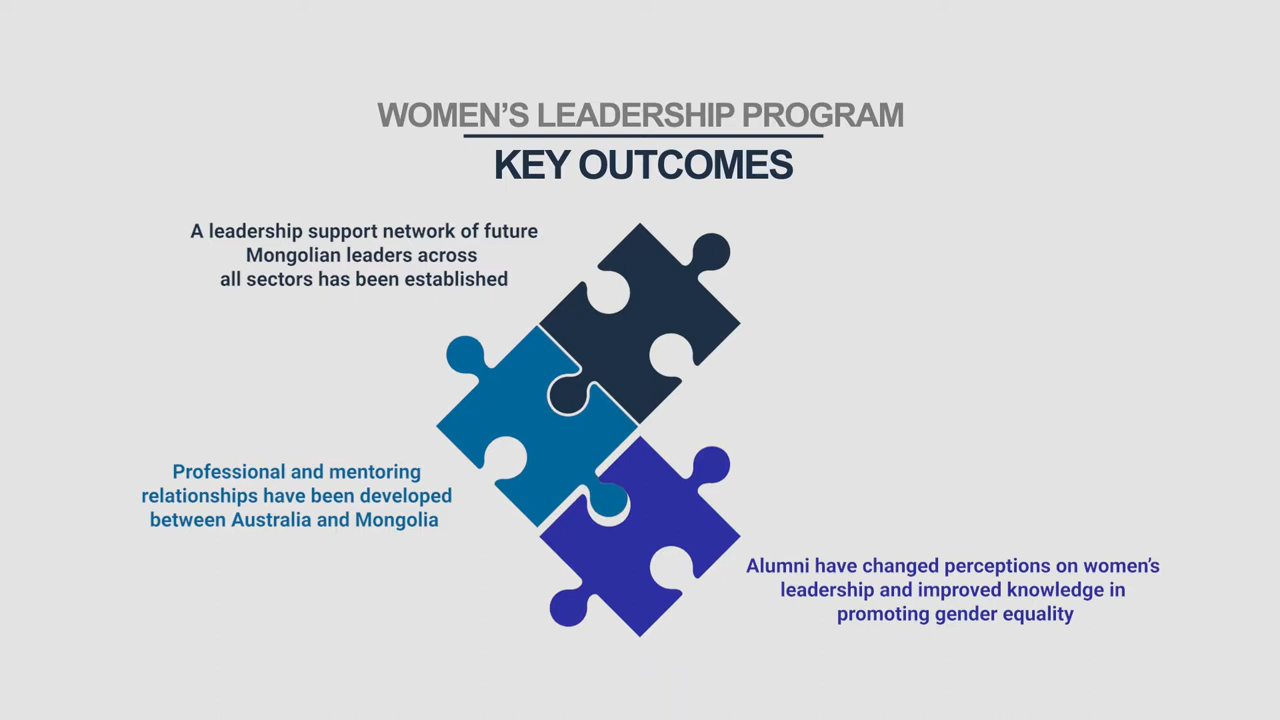 WOMEN’S LEADERSHIP PROGRAM
KEY OUTCOMES
A leadership support network of future
Mongolian leaders across
all sectors has been established
Professional and mentoring
relationships have been developed
between Australia and Mongolia
Alumni have changed perceptions on women’s
leadership and improved knowledge in
promoting gender equality